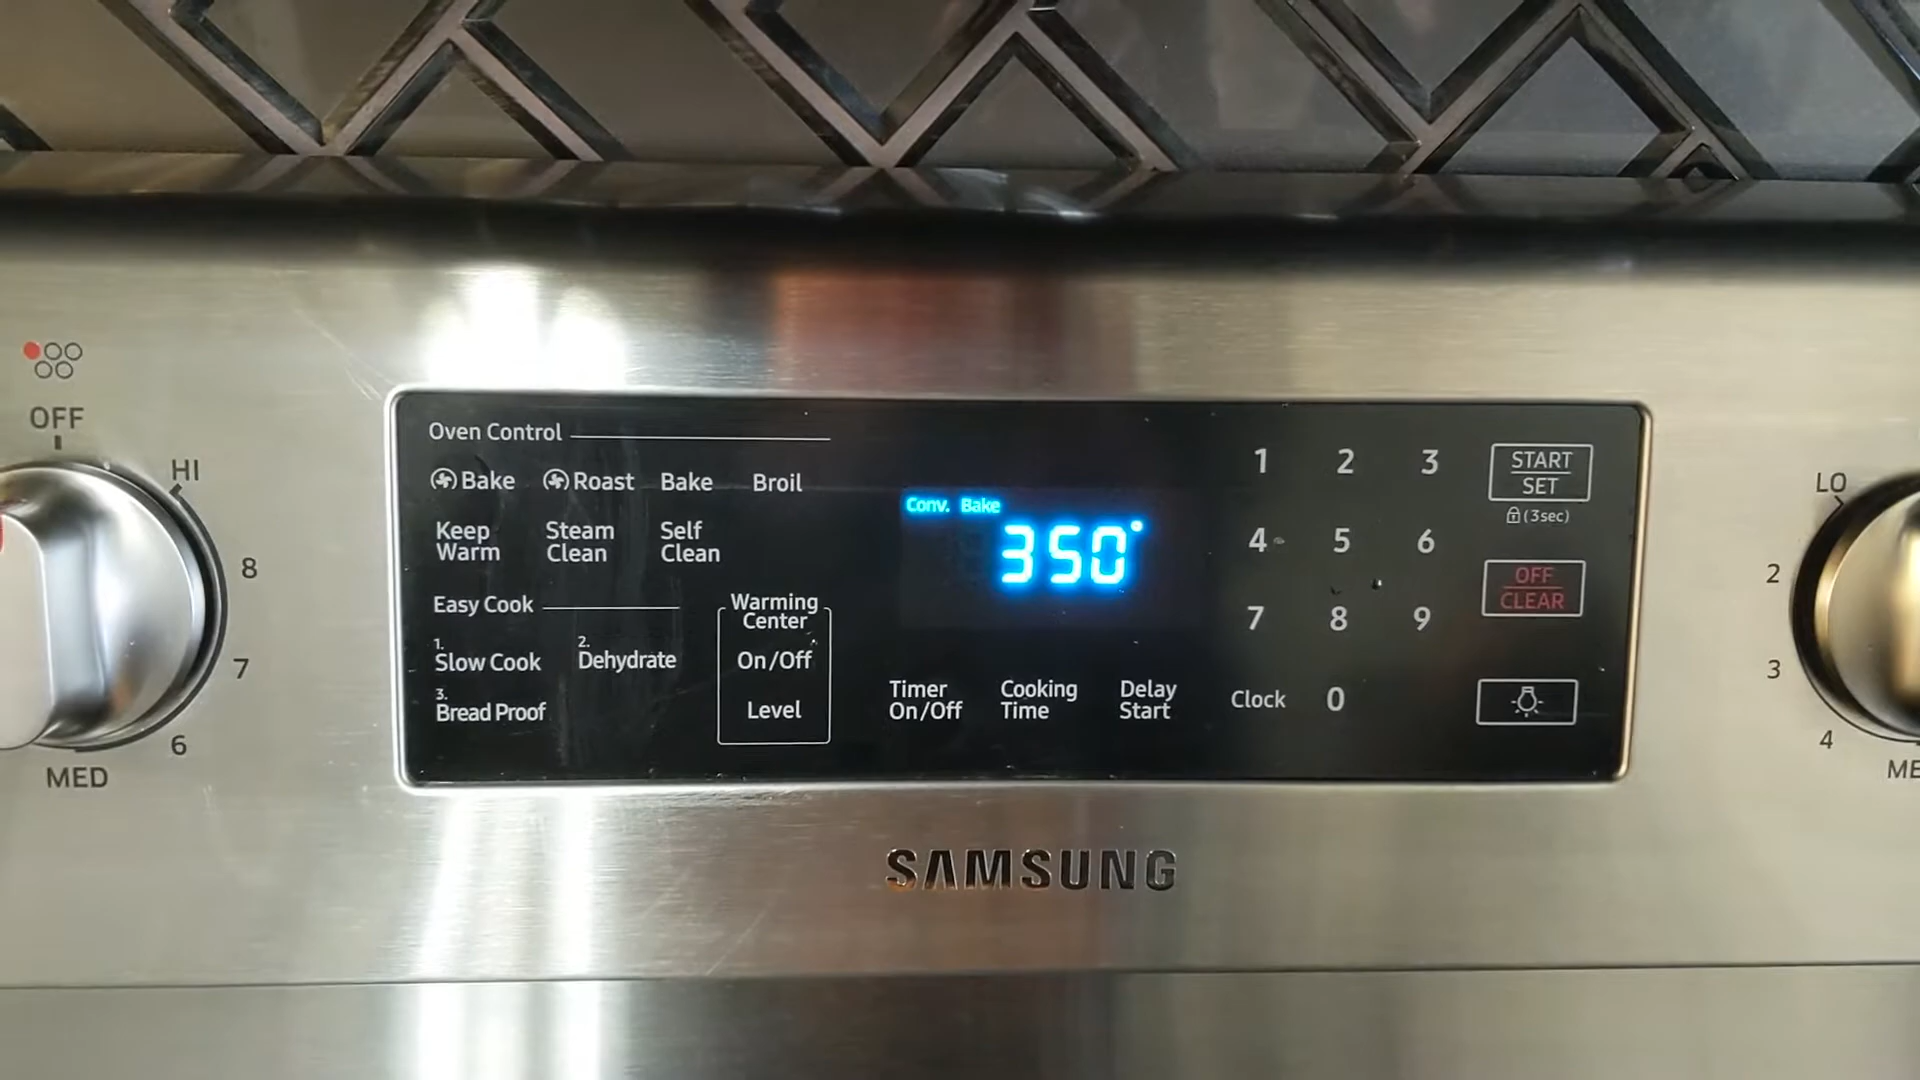 OFF
HI
8
7
6
MED
Oven Control
Bake Roast Bake Broil
Keep Warm
Steam Clean
Self Clean
Easy Cook
1. Slow Cook
2. Dehydrate
3. Bread Proof
Warming Center
On/Off
Level
Conv. Bake
350°
Timer On/Off
Cooking Time
Delay Start
1 2 3
4 5 6
7 8 9
Clock 0
START
SET
(3sec)
OFF
CLEAR
LO
2
3
4
ME
SAMSUNG